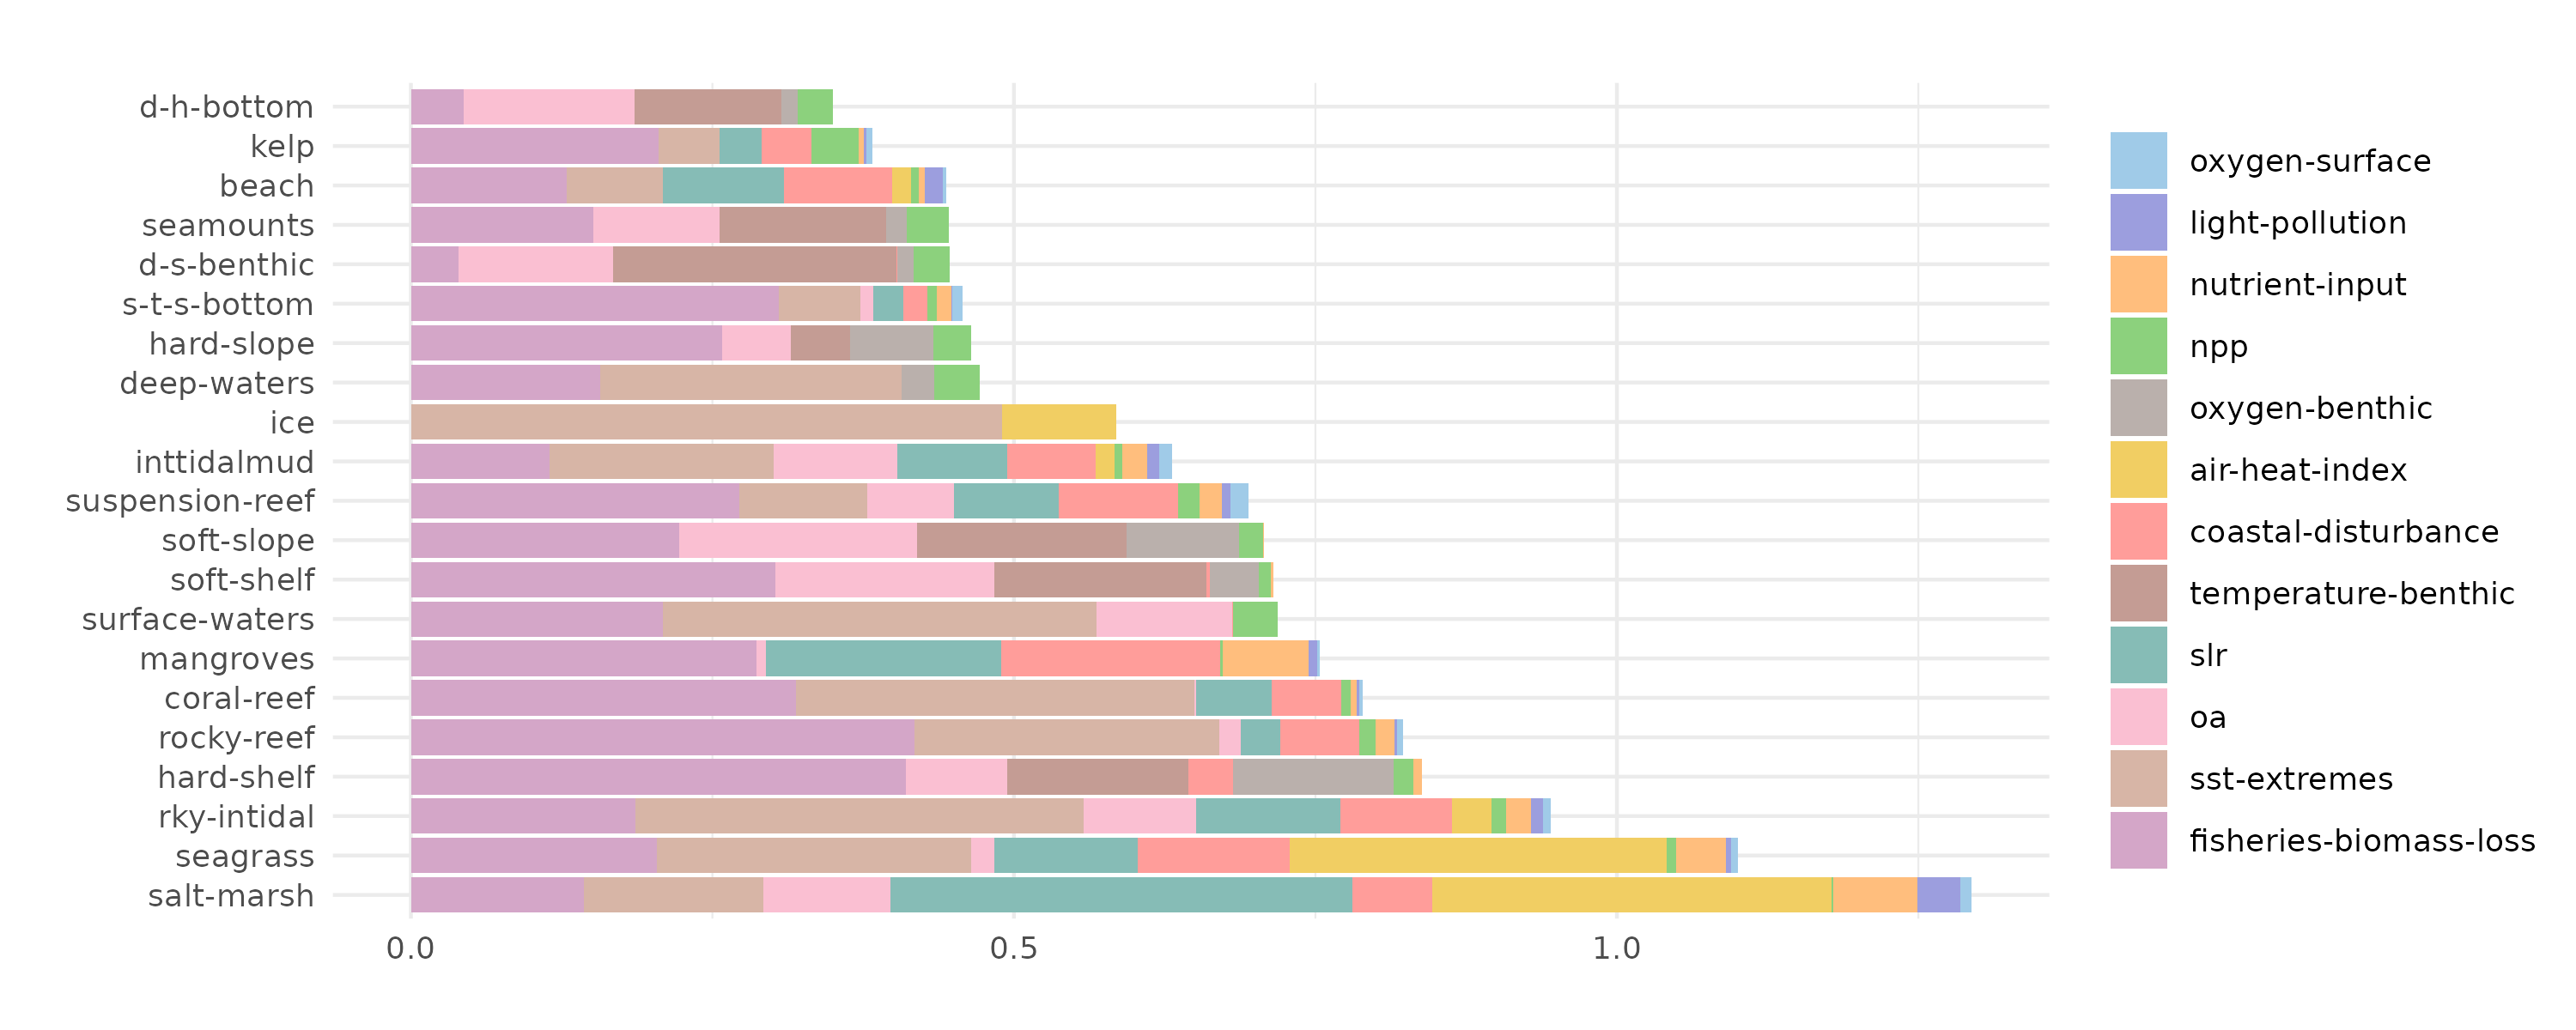 d-h-bottom
kelp
beach
seamounts
d-s-benthic
s-t-s-bottom
hard-slope
deep-waters
ice
inttidalmud
suspension-reef
soft-slope
soft-shelf
surface-waters
mangroves
coral-reef
rocky-reef
hard-shelf
rky-intidal
seagrass
salt-marsh
0.0 0.5 1.0
oxygen-surface
light-pollution
nutrient-input
npp
oxygen-benthic
air-heat-index
coastal-disturbance
temperature-benthic
slr
oa
sst-extremes
fisheries-biomass-loss